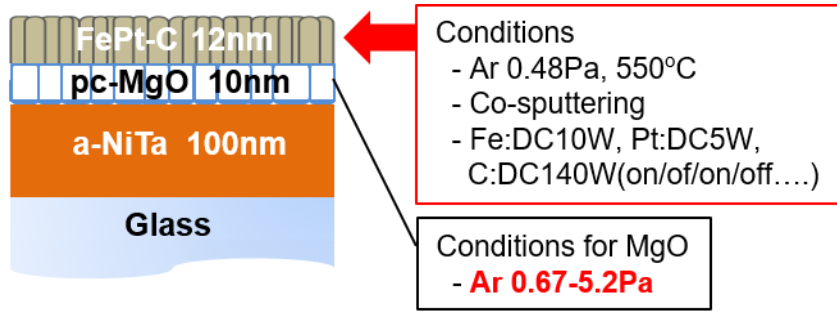 FePt-C 12nm
pc-MgO 10nm
a-NiTa 100nm
Glass
Conditions
- Ar 0.48Pa, 550ºC
- Co-sputtering
- Fe:DC10W, Pt:DC5W,
C:DC140W(on/of/on/off….)
Conditions for MgO
- Ar 0.67-5.2Pa